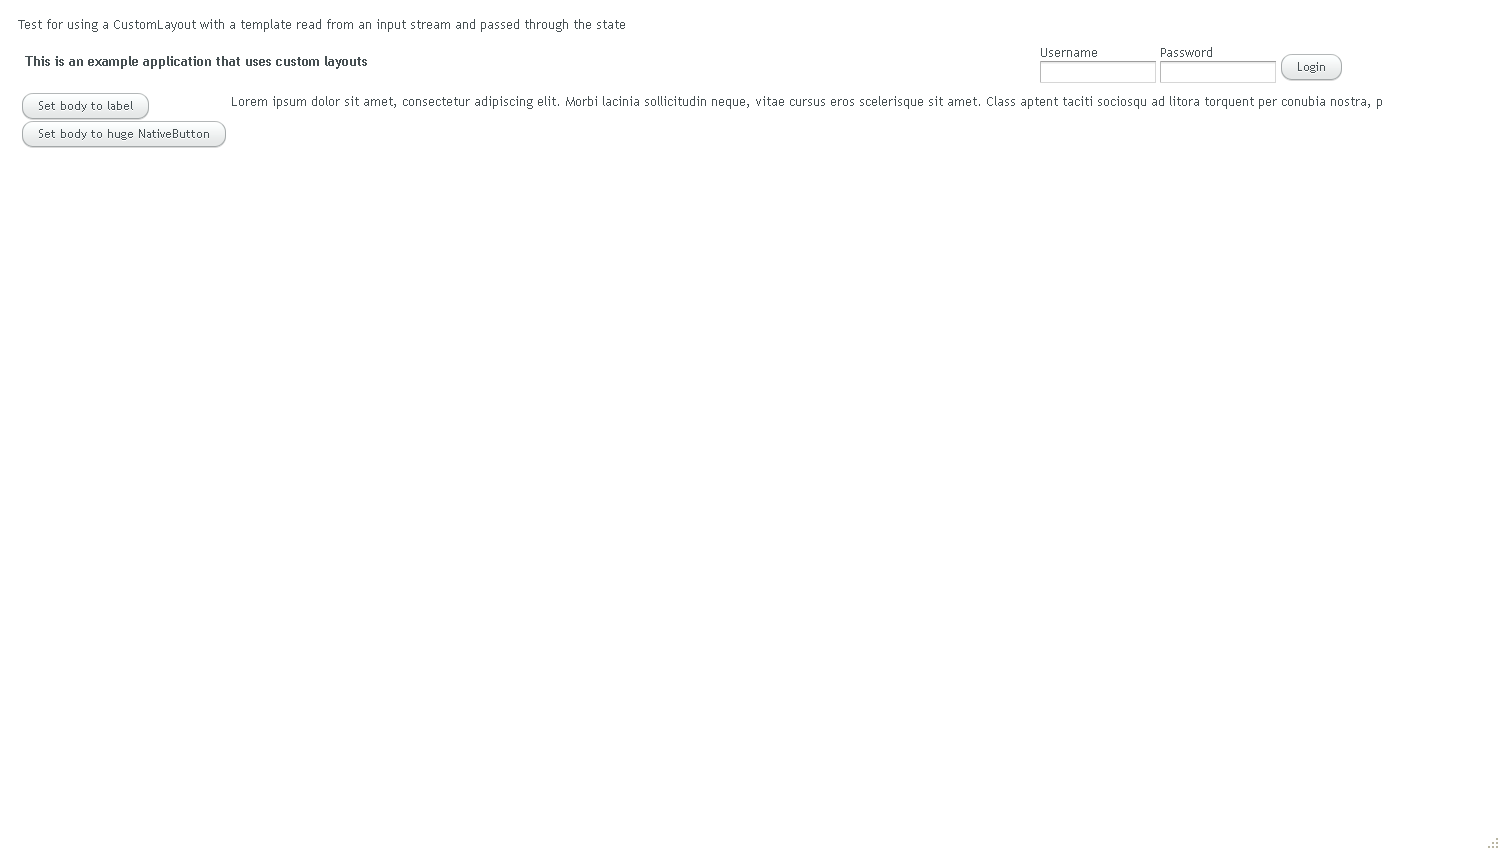 Test for using a CustomLayout with a template read from an input stream and passed through the state
This is an example application that uses custom layouts
Username
Password
Login
Set body to label
Lorem ipsum dolor sit amet, consectetur adipiscing elit. Morbi lacinia sollicitudin neque, vitae cursus eros scelerisque sit amet. Class aptent taciti sociosqu ad litora torquent per conubia nostra, p
Set body to huge NativeButton